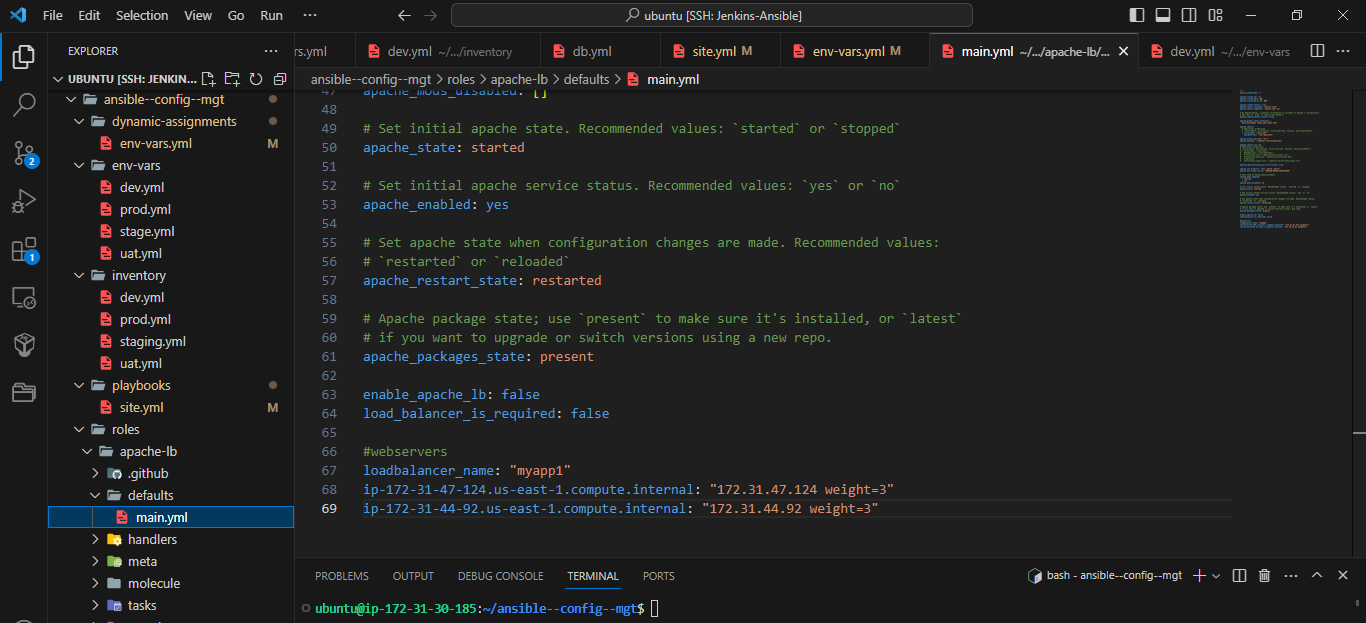 File Edit Selection View Go Run ··· ubuntu [SSH: Jenkins-Ansible]
EXPLORER ···
rs.yml dev.yml ~/.../inventory db.yml site.yml M env-vars.yml M main.yml ~/.../apache-lb/... dev.yml ~/.../env-vars ···
UBUNTU [SSH: JENKIN...
ansible--config--mgt > roles > apache-lb > defaults > main.yml
ansible--config--mgt
dynamic-assignments
env-vars.yml M
env-vars
dev.yml
prod.yml
stage.yml
uat.yml
inventory
dev.yml
prod.yml
staging.yml
uat.yml
playbooks
site.yml M
roles
apache-lb
.github
defaults
main.yml
handlers
meta
molecule
tasks
2
1
47 apache_mods_disabled: []
48
49 # Set initial apache state. Recommended values: `started` or `stopped`
50 apache_state: started
51
52 # Set initial apache service status. Recommended values: `yes` or `no`
53 apache_enabled: yes
54
55 # Set apache state when configuration changes are made. Recommended values:
56 # `restarted` or `reloaded`
57 apache_restart_state: restarted
58
59 # Apache package state; use `present` to make sure it's installed, or `latest`
60 # if you want to upgrade or switch versions using a new repo.
61 apache_packages_state: present
62
63 enable_apache_lb: false
64 load_balancer_is_required: false
65
66 #webservers
67 loadbalancer_name: "myapp1"
68 ip-172-31-47-124.us-east-1.compute.internal: "172.31.47.124 weight=3"
69 ip-172-31-44-92.us-east-1.compute.internal: "172.31.44.92 weight=3"
PROBLEMS OUTPUT DEBUG CONSOLE TERMINAL PORTS bash - ansible--config--mgt ···
ubuntu@ip-172-31-30-185:~/ansible--config--mgt$